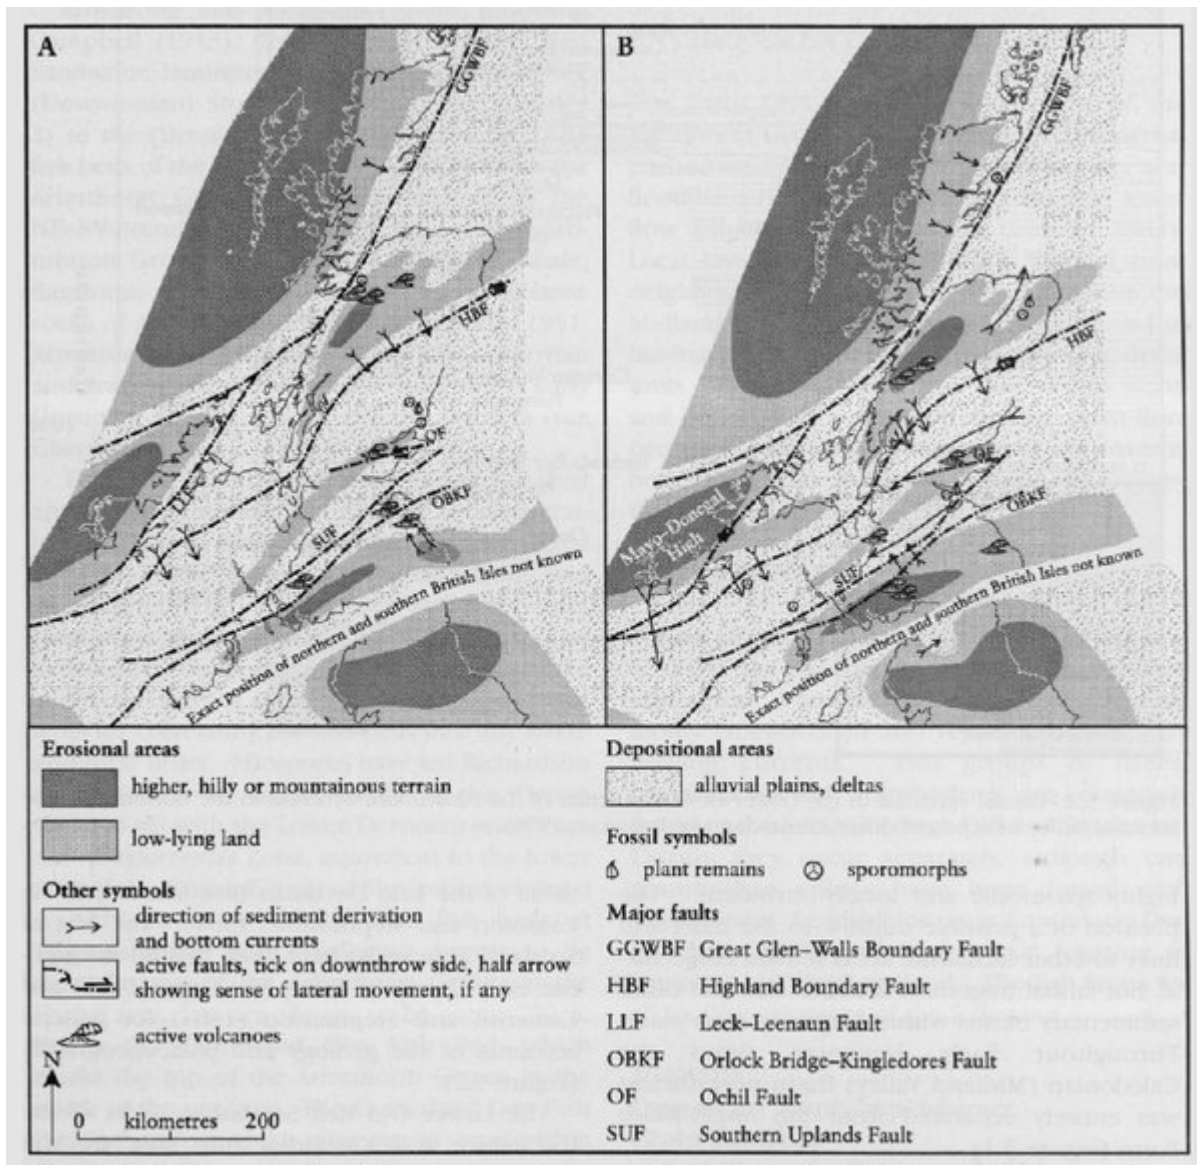 A
GGWBF
HBF
OF
LLF
OBKF
SUF
Exact position of northern and southern British Isles not known
B
GGWBF
HBF
LLF
OF
Mayo-Donegal
High
OBKF
SUF
Exact position of northern and southern British Isles not known
Erosional areas
higher, hilly or mountainous terrain
low-lying land
Other symbols
direction of sediment derivation
and bottom currents
active faults, tick on downthrow side, half arrow
showing sense of lateral movement, if any
active volcanoes
N
0 kilometres 200
Depositional areas
alluvial plains, deltas
Fossil symbols
plant remains sporomorphs
Major faults
GGWBF Great Glen–Walls Boundary Fault
HBF Highland Boundary Fault
LLF Leck–Leenaun Fault
OBKF Orlock Bridge–Kingledores Fault
OF Ochil Fault
SUF Southern Uplands Fault